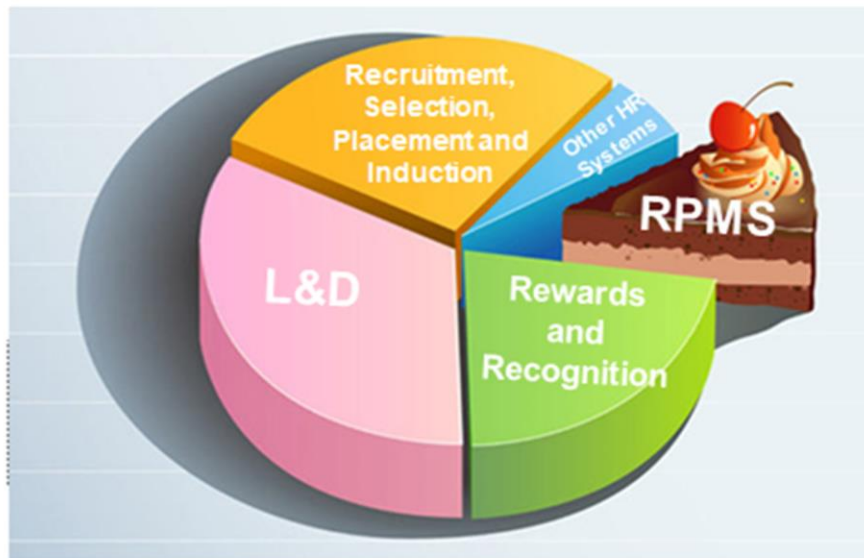 Recruitment,
Selection,
Placement and
Induction
Other HR
Systems
RPMS
L&D
Rewards
and
Recognition